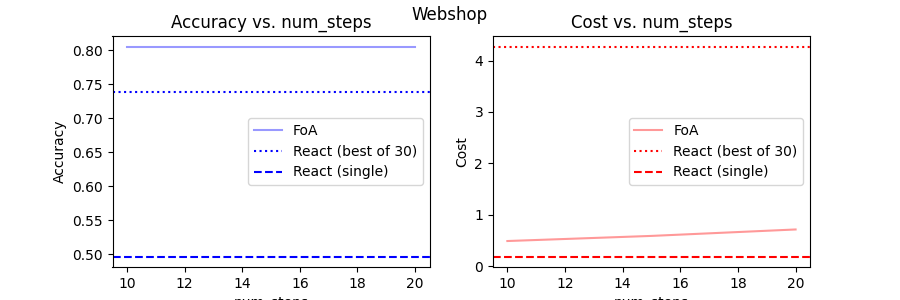 Webshop
Accuracy vs. num_steps
Accuracy
0.80
0.75
0.70
0.65
0.60
0.55
0.50
FoA
React (best of 30)
React (single)
10 12 14 16 18 20
num_steps
Cost vs. num_steps
Cost
4
3
2
1
0
FoA
React (best of 30)
React (single)
10 12 14 16 18 20
num_steps